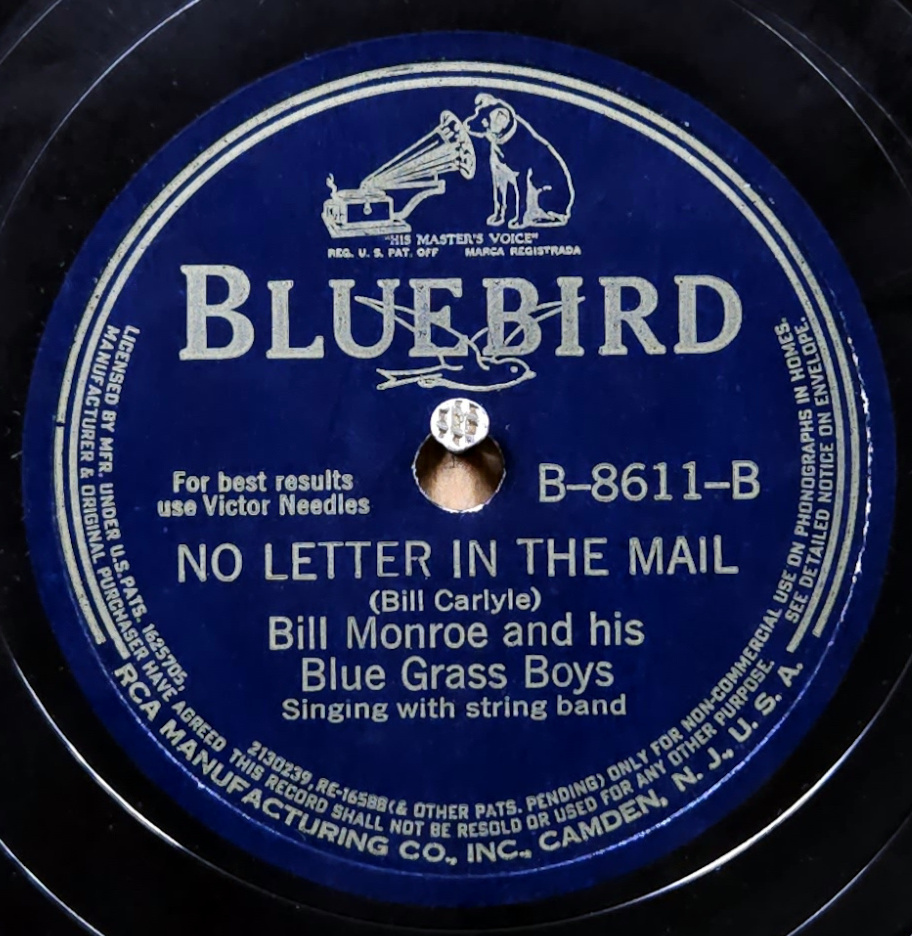 "HIS MASTER'S VOICE"
REG. U. S. PAT. OFF MARCA REGISTRADA
BLUEBIRD
For best results
use Victor Needles
B-8611-B
NO LETTER IN THE MAIL
(Bill Carlyle)
Bill Monroe and his
Blue Grass Boys
Singing with string band
LICENSED BY MFR. UNDER U.S. PATS. 1625705, 2130239, RE-16588 (& OTHER PATS. PENDING) ONLY FOR NON-COMMERCIAL USE ON PHONOGRAPHS IN HOMES.
MANUFACTURER & ORIGINAL PURCHASER HAVE AGREED THIS RECORD SHALL NOT BE RESOLD OR USED FOR ANY OTHER PURPOSE. SEE DETAILED NOTICE ON ENVELOPE.
RCA MANUFACTURING CO., INC., CAMDEN, N. J., U. S. A.